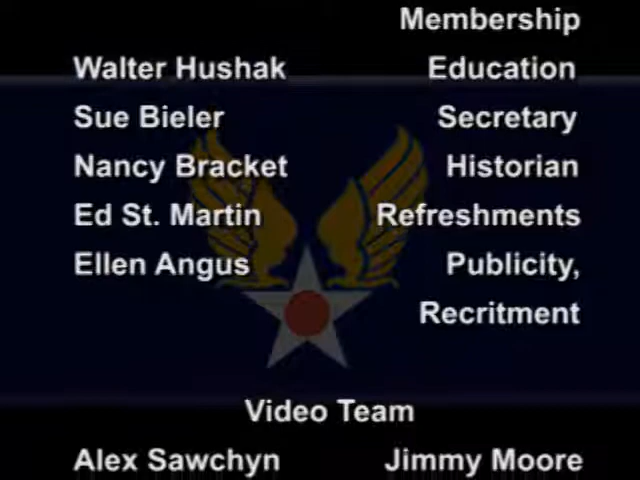 Membership
Walter Hushak Education
Sue Bieler Secretary
Nancy Bracket Historian
Ed St. Martin Refreshments
Ellen Angus Publicity,
Recritment
Video Team
Alex Sawchyn Jimmy Moore